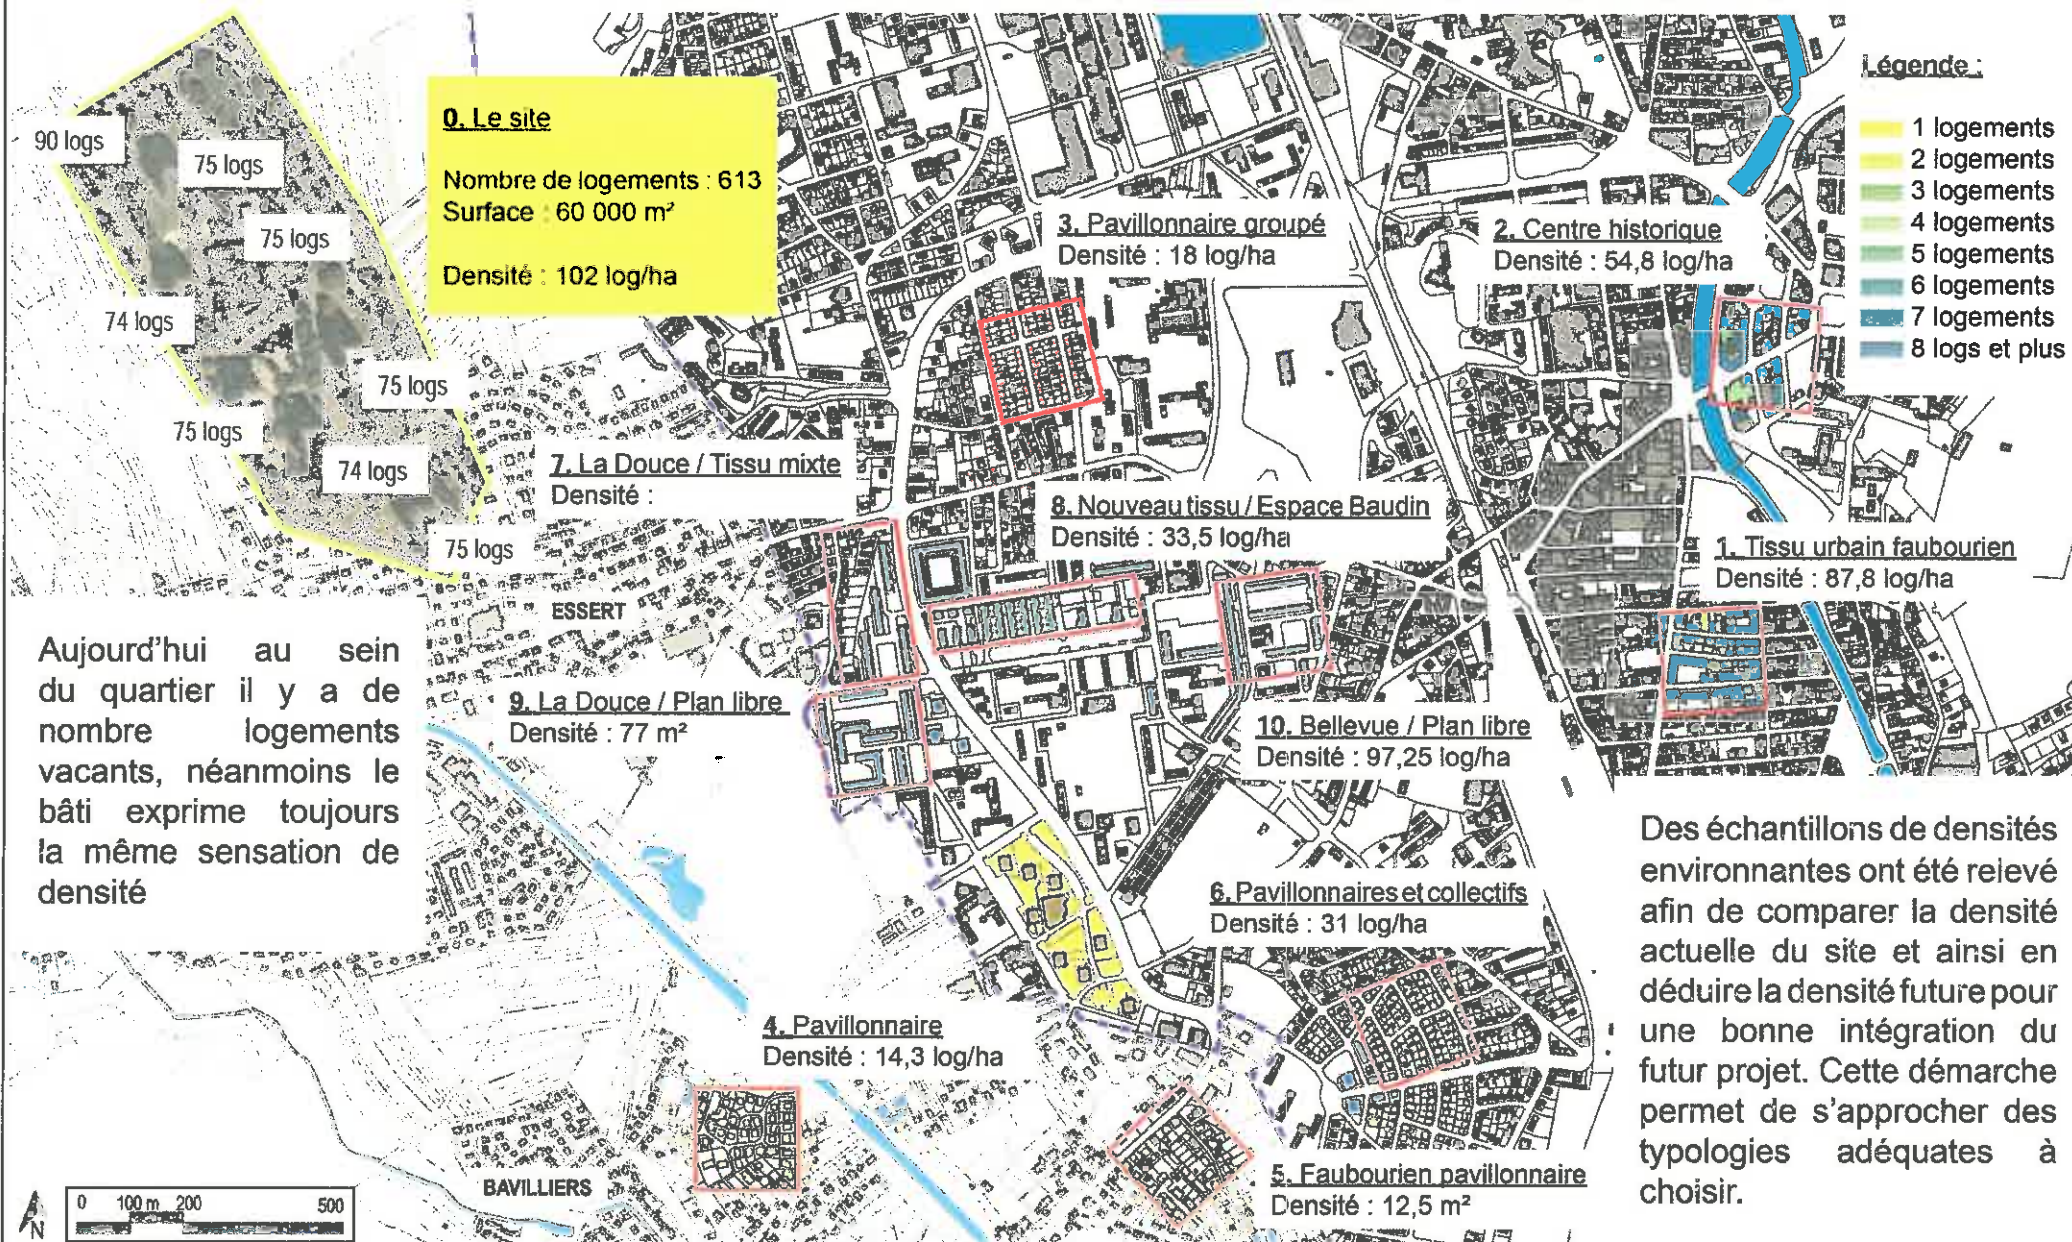 90 logs
75 logs
75 logs
74 logs
75 logs
75 logs
74 logs
75 logs
0. Le site
Nombre de logements : 613
Surface : 60 000 m²
Densité : 102 log/ha
3. Pavillonnaire groupé
Densité : 18 log/ha
2. Centre historique
Densité : 54,8 log/ha
Légende :
1 logements
2 logements
3 logements
4 logements
5 logements
6 logements
7 logements
8 logs et plus
7. La Douce / Tissu mixte
Densité :
8. Nouveau tissu / Espace Baudin
Densité : 33,5 log/ha
1. Tissu urbain faubourien
Densité : 87,8 log/ha
ESSERT
Aujourd'hui au sein
du quartier il y a de
nombre logements
vacants, néanmoins le
bâti exprime toujours
la même sensation de
densité
9. La Douce / Plan libre
Densité : 77 m²
10. Bellevue / Plan libre
Densité : 97,25 log/ha
6. Pavillonnaires et collectifs
Densité : 31 log/ha
Des échantillons de densités
environnantes ont été relevé
afin de comparer la densité
actuelle du site et ainsi en
déduire la densité future pour
une bonne intégration du
futur projet. Cette démarche
permet de s'approcher des
typologies adéquates à
choisir.
4. Pavillonnaire
Densité : 14,3 log/ha
5. Faubourien pavillonnaire
Densité : 12,5 m²
BAVILLIERS
0 100 m 200 500
N